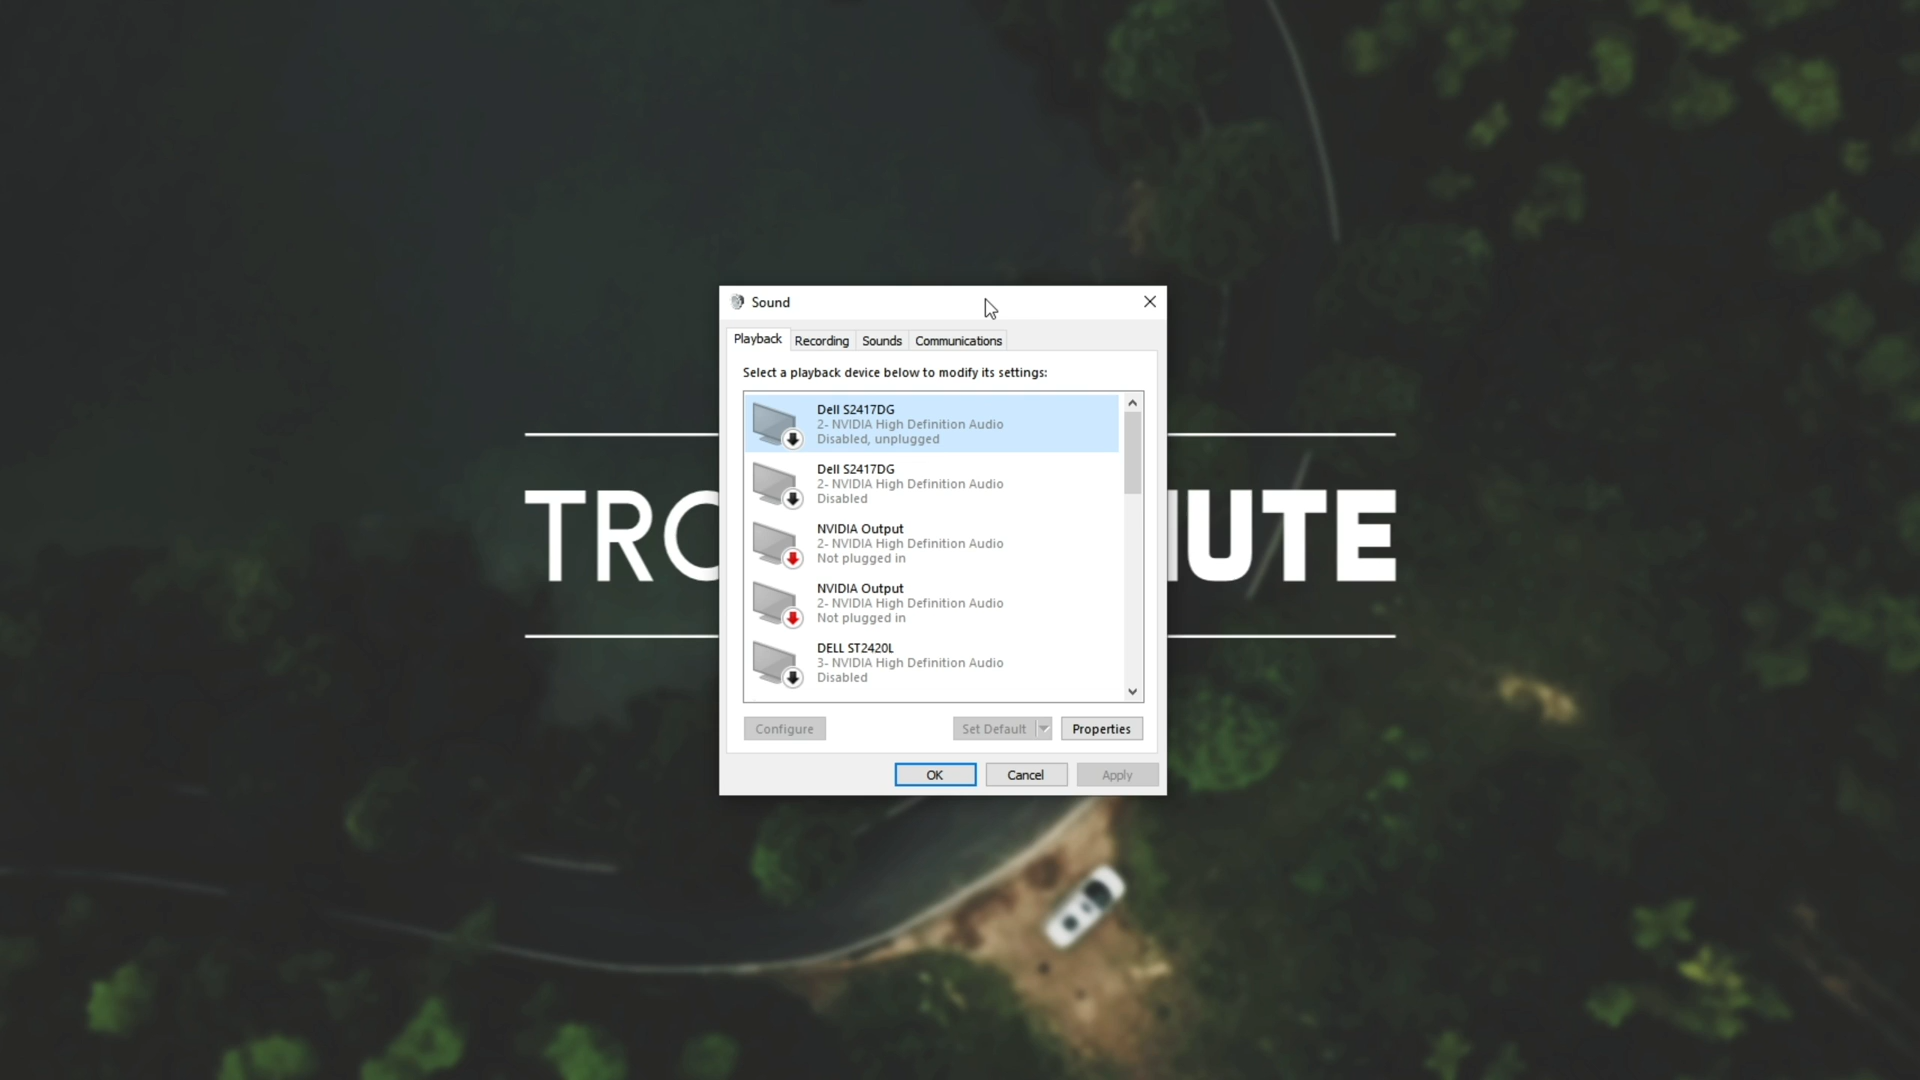 Sound
Playback
Recording
Sounds
Communications
Select a playback device below to modify its settings:
Dell S2417DG
2- NVIDIA High Definition Audio
Disabled, unplugged
Dell S2417DG
2- NVIDIA High Definition Audio
Disabled
NVIDIA Output
2- NVIDIA High Definition Audio
Not plugged in
NVIDIA Output
2- NVIDIA High Definition Audio
Not plugged in
DELL ST2420L
3- NVIDIA High Definition Audio
Disabled
Configure
Set Default
Properties
OK
Cancel
Apply